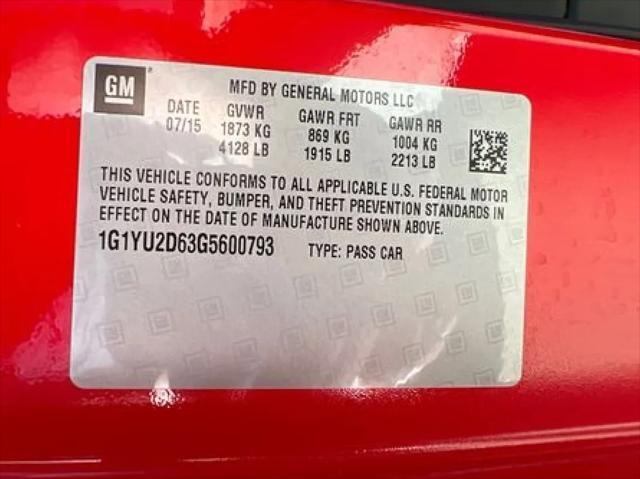 GM
MFD BY GENERAL MOTORS LLC
DATE GVWR GAWR FRT GAWR RR
07/15 1873 KG 869 KG 1004 KG
4128 LB 1915 LB 2213 LB
THIS VEHICLE CONFORMS TO ALL APPLICABLE U.S. FEDERAL MOTOR
VEHICLE SAFETY, BUMPER, AND THEFT PREVENTION STANDARDS IN
EFFECT ON THE DATE OF MANUFACTURE SHOWN ABOVE.
1G1YU2D63G5600793 TYPE: PASS CAR